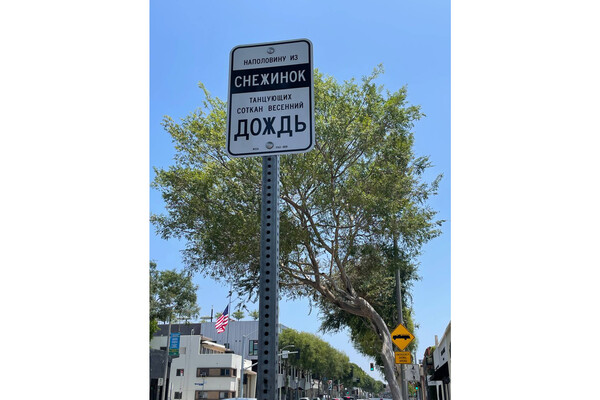 НАПОЛОВИНУ ИЗ
СНЕЖИНОК
ТАНЦУЮЩИХ
СОТКАН ВЕСЕННИЙ
ДОЖДЬ